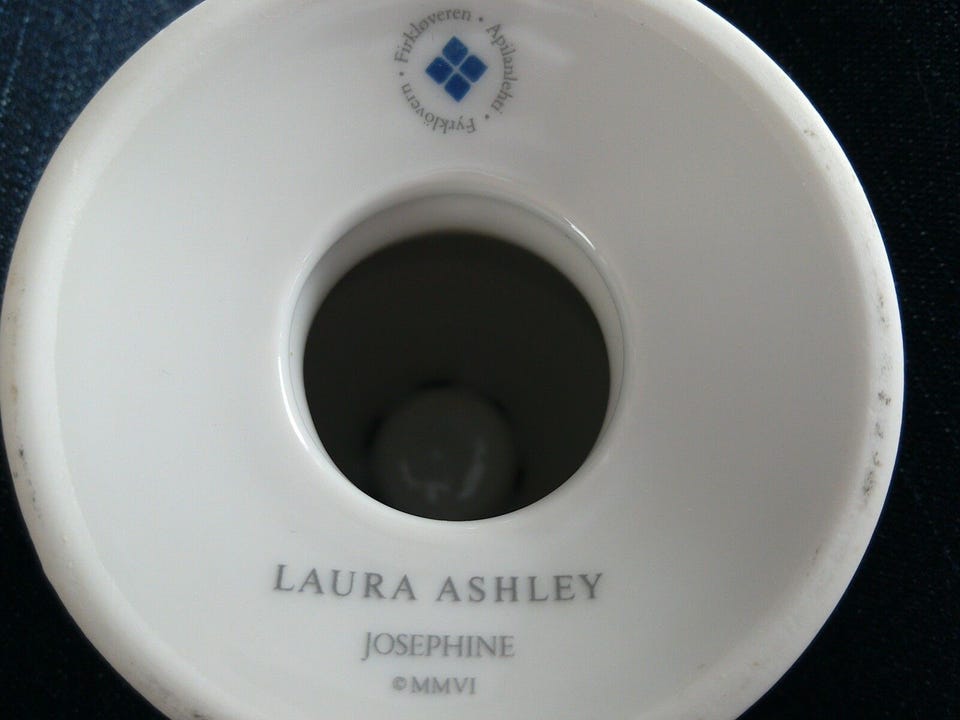 Firkløveren • Apilanlehti • Fyrklövern •
LAURA ASHLEY
JOSEPHINE
©MMVI